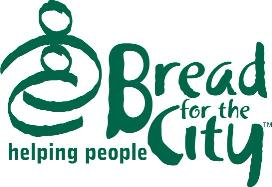 Bread
for the
City™
helping people